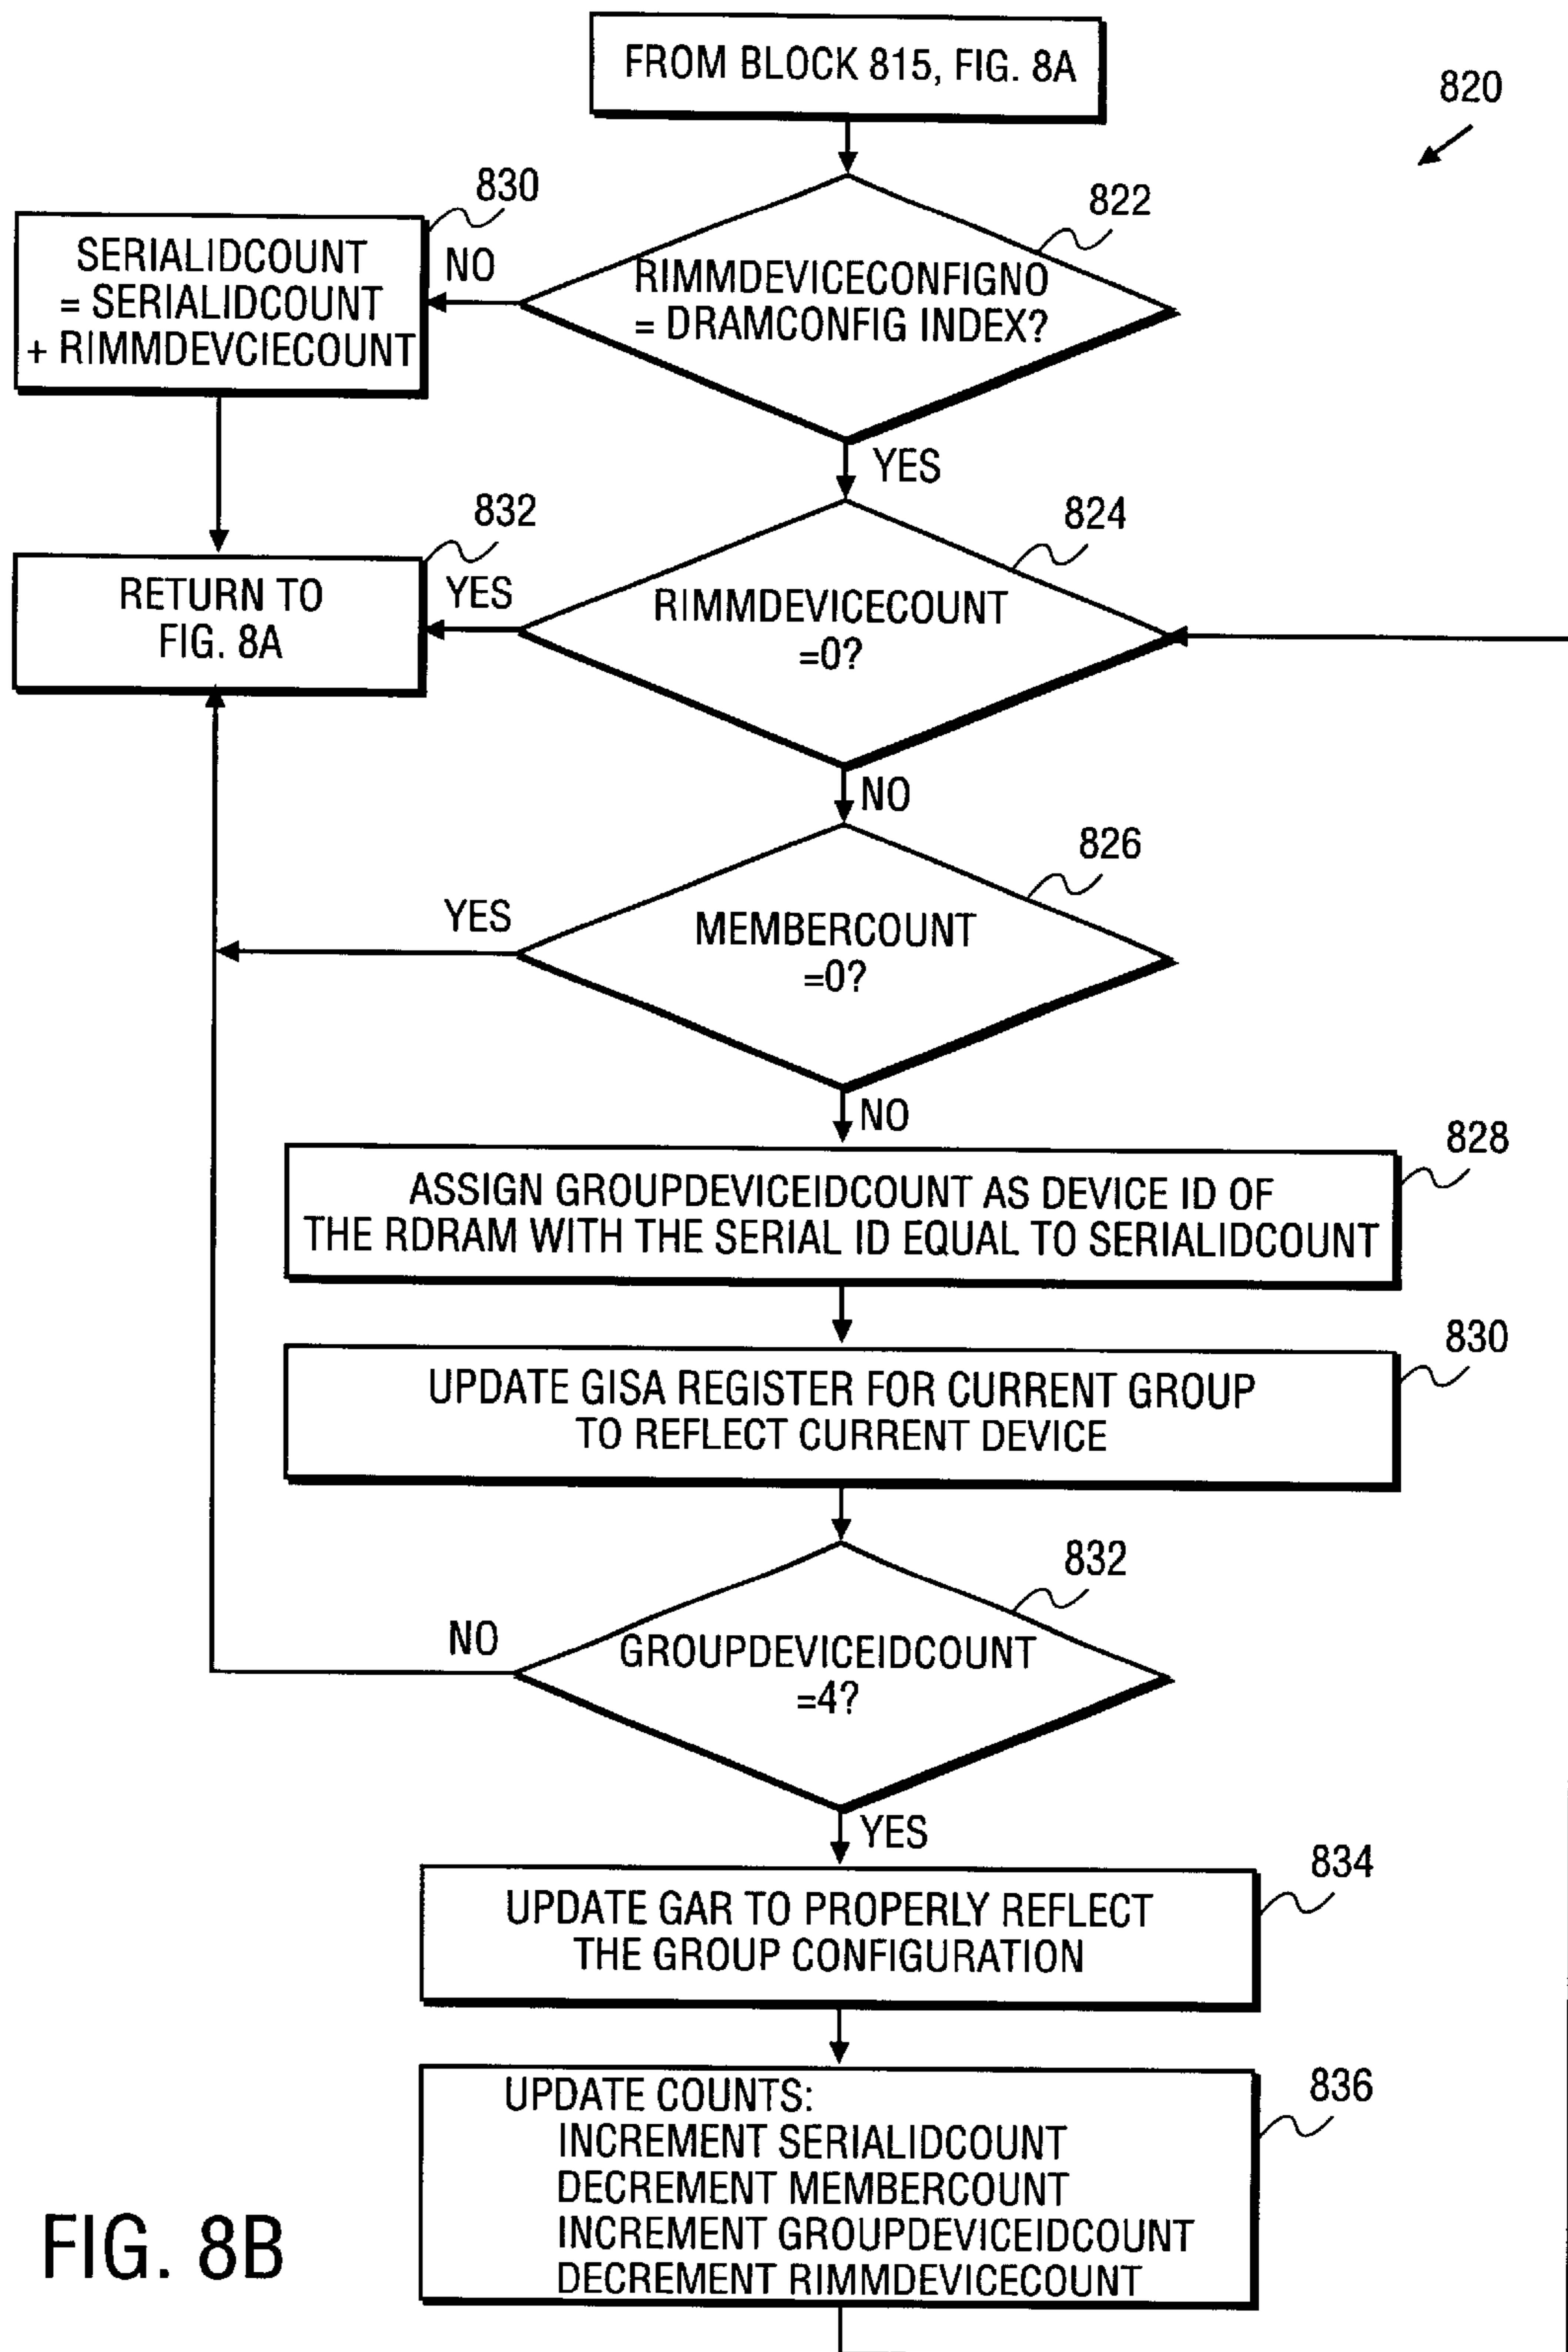 FROM BLOCK 815, FIG. 8A
820
822
RIMMDEVICECONFIGNO
= DRAMCONFIG INDEX?
NO
830
SERIALIDCOUNT
= SERIALIDCOUNT
+ RIMMDEVCIECOUNT
YES
832
RETURN TO
FIG. 8A
YES
824
RIMMDEVICECOUNT
=0?
NO
826
YES
MEMBERCOUNT
=0?
NO
828
ASSIGN GROUPDEVICEIDCOUNT AS DEVICE ID OF
THE RDRAM WITH THE SERIAL ID EQUAL TO SERIALIDCOUNT
830
UPDATE GISA REGISTER FOR CURRENT GROUP
TO REFLECT CURRENT DEVICE
832
NO
GROUPDEVICEIDCOUNT
=4?
YES
834
UPDATE GAR TO PROPERLY REFLECT
THE GROUP CONFIGURATION
836
UPDATE COUNTS:
INCREMENT SERIALIDCOUNT
DECREMENT MEMBERCOUNT
INCREMENT GROUPDEVICEIDCOUNT
DECREMENT RIMMDEVICECOUNT
FIG. 8B